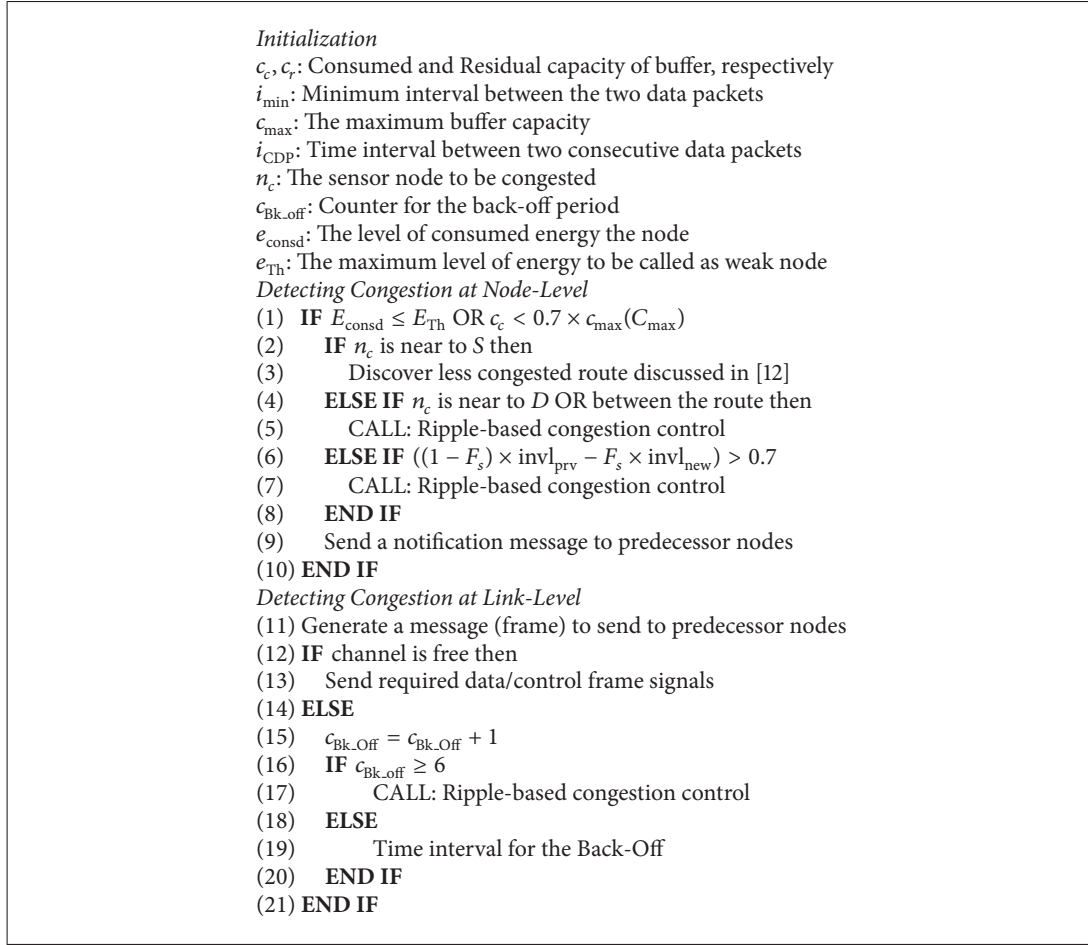 Initialization
c_c, c_r: Consumed and Residual capacity of buffer, respectively
i_min: Minimum interval between the two data packets
c_max: The maximum buffer capacity
i_CDP: Time interval between two consecutive data packets
n_c: The sensor node to be congested
c_Bk_off: Counter for the back-off period
e_consd: The level of consumed energy the node
e_Th: The maximum level of energy to be called as weak node
Detecting Congestion at Node-Level
(1) IF E_consd ≤ E_Th OR c_c < 0.7 × c_max(C_max)
(2) IF n_c is near to S then
(3) Discover less congested route discussed in [12]
(4) ELSE IF n_c is near to D OR between the route then
(5) CALL: Ripple-based congestion control
(6) ELSE IF ((1 − F_s) × invl_prv − F_s × invl_new) > 0.7
(7) CALL: Ripple-based congestion control
(8) END IF
(9) Send a notification message to predecessor nodes
(10) END IF
Detecting Congestion at Link-Level
(11) Generate a message (frame) to send to predecessor nodes
(12) IF channel is free then
(13) Send required data/control frame signals
(14) ELSE
(15) c_Bk_Off = c_Bk_Off + 1
(16) IF c_Bk_off ≥ 6
(17) CALL: Ripple-based congestion control
(18) ELSE
(19) Time interval for the Back-Off
(20) END IF
(21) END IF